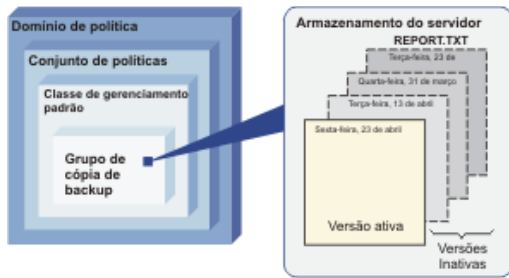 Domínio de política
Conjunto de políticas
Classe de gerenciamento
padrão
Grupo de
cópia de
backup
Armazenamento do servidor
REPORT.TXT
Terça-feira, 23 de
Quarta-feira, 31 de março
Terça-feira, 13 de abril
Sexta-feira, 23 de abril
Versão ativa
Versões
Inativas